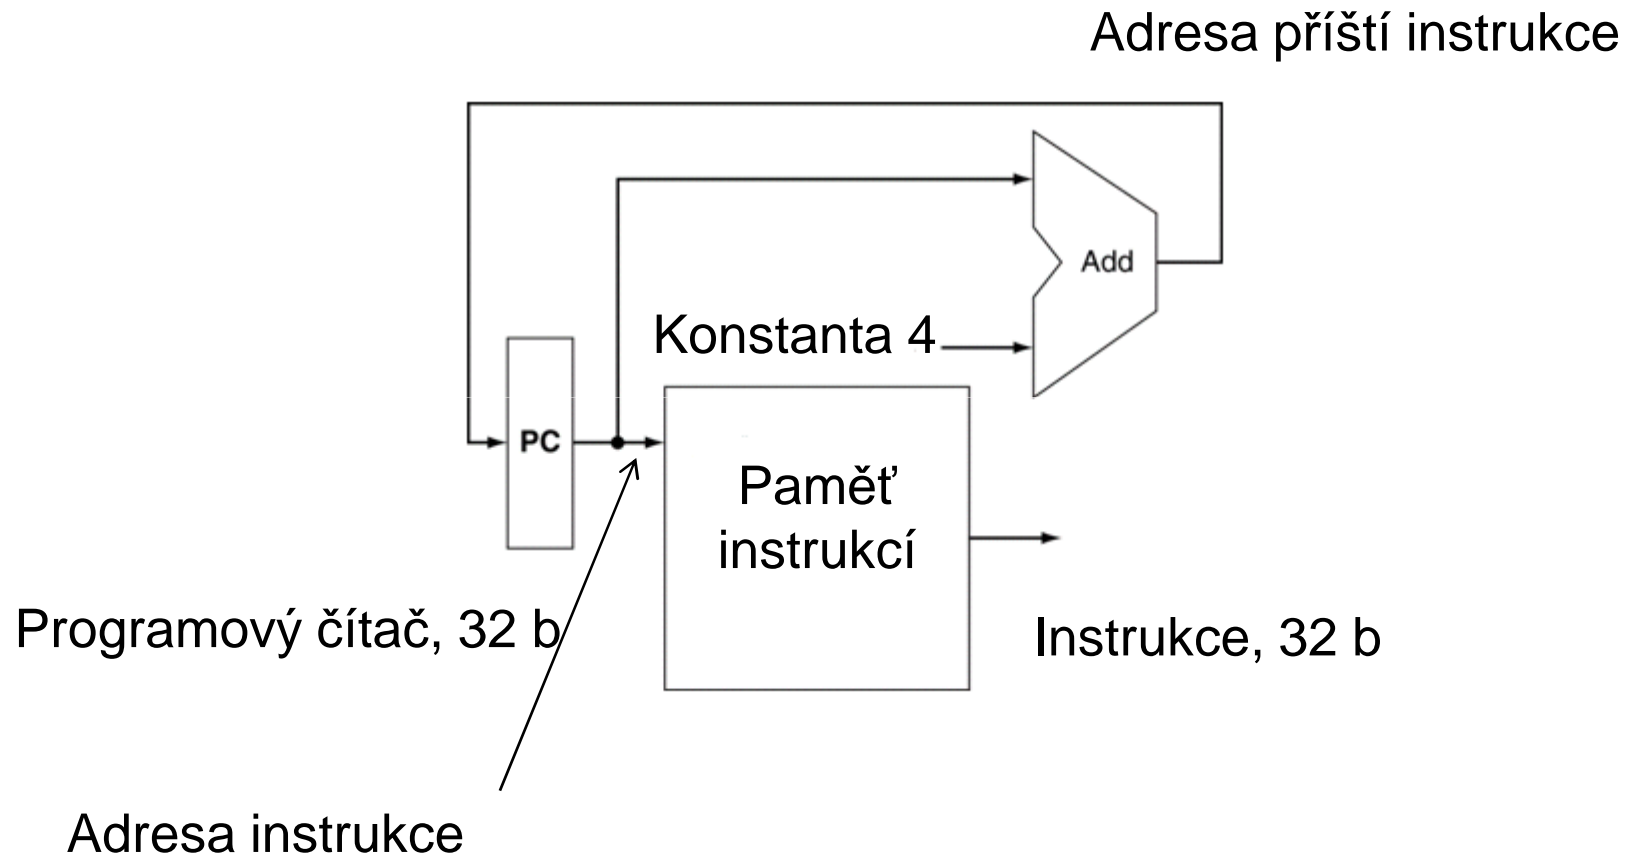 Adresa příští instrukce
Add
Konstanta 4
PC
Paměť
instrukcí
Programový čítač, 32 b
Instrukce, 32 b
Adresa instrukce